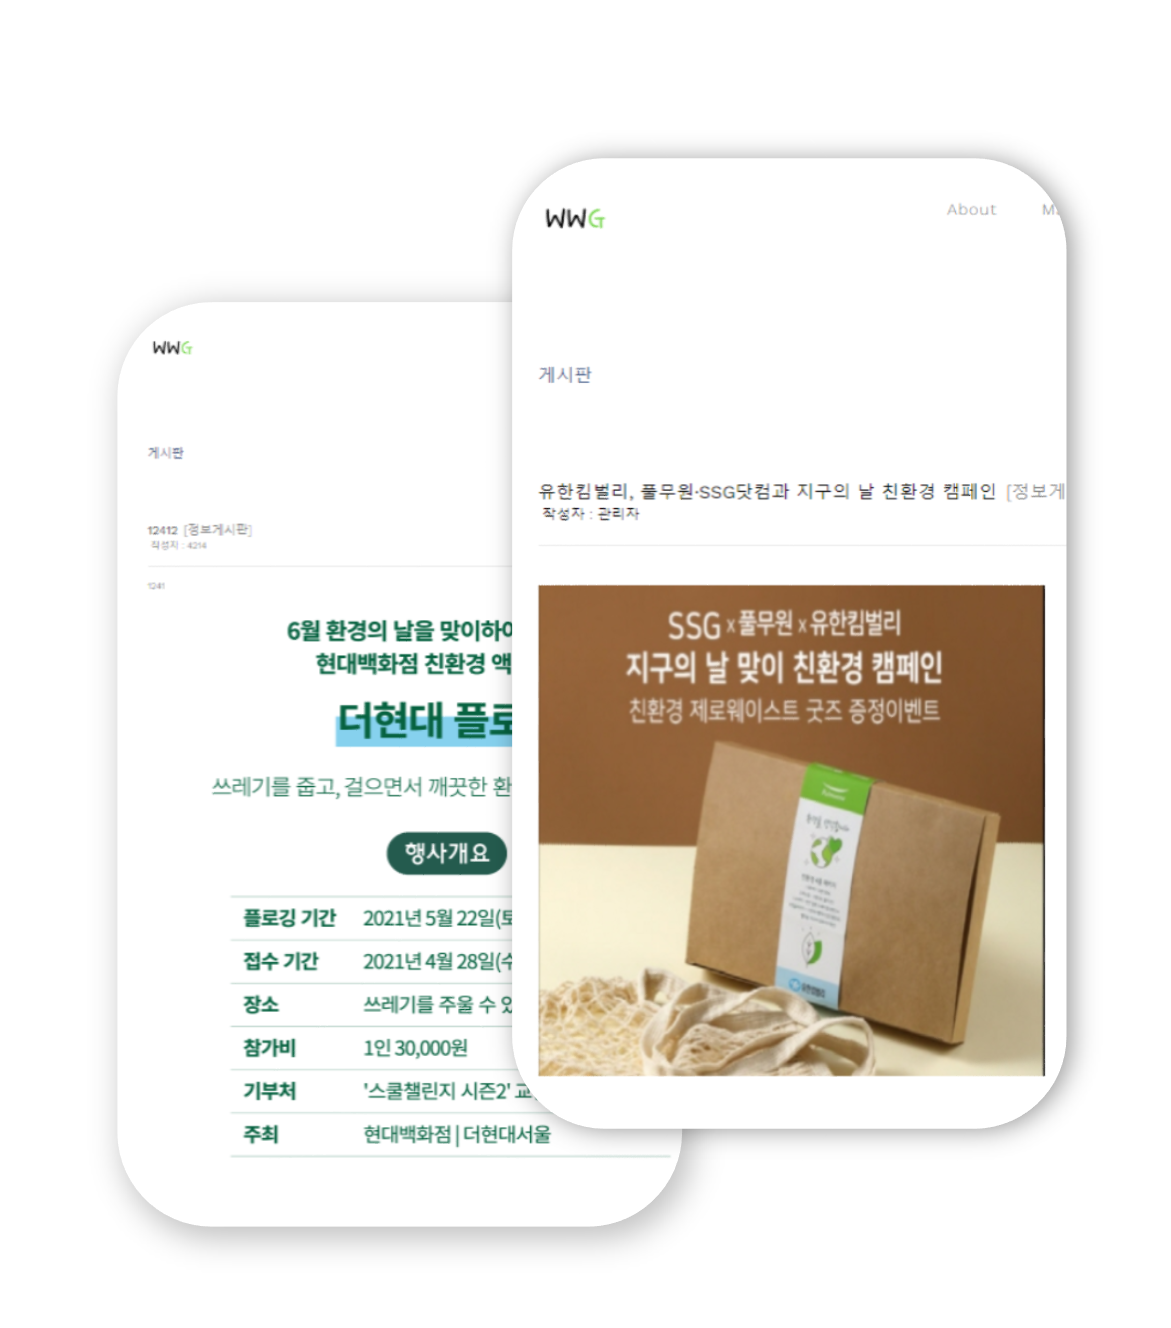 WWG
게시판
12412 [정보게시판]
작성자 : 4214
1241
6월 환경의 날을 맞이하여
현대백화점 친환경 액
더현대 플로
쓰레기를 줍고, 걸으면서 깨끗한 환
행사개요
플로깅 기간 2021년 5월 22일(토
접수 기간 2021년 4월 28일(수
장소 쓰레기를 주울 수 있
참가비 1인 30,000원
기부처 '스쿨챌린지 시즌2' 교
주최 현대백화점 | 더현대서울
WWG
About
게시판
유한킴벌리, 풀무원·SSG닷컴과 지구의 날 친환경 캠페인 [정보게
작성자 : 관리자
SSG x 풀무원 x 유한킴벌리
지구의 날 맞이 친환경 캠페인
친환경 제로웨이스트 굿즈 증정이벤트